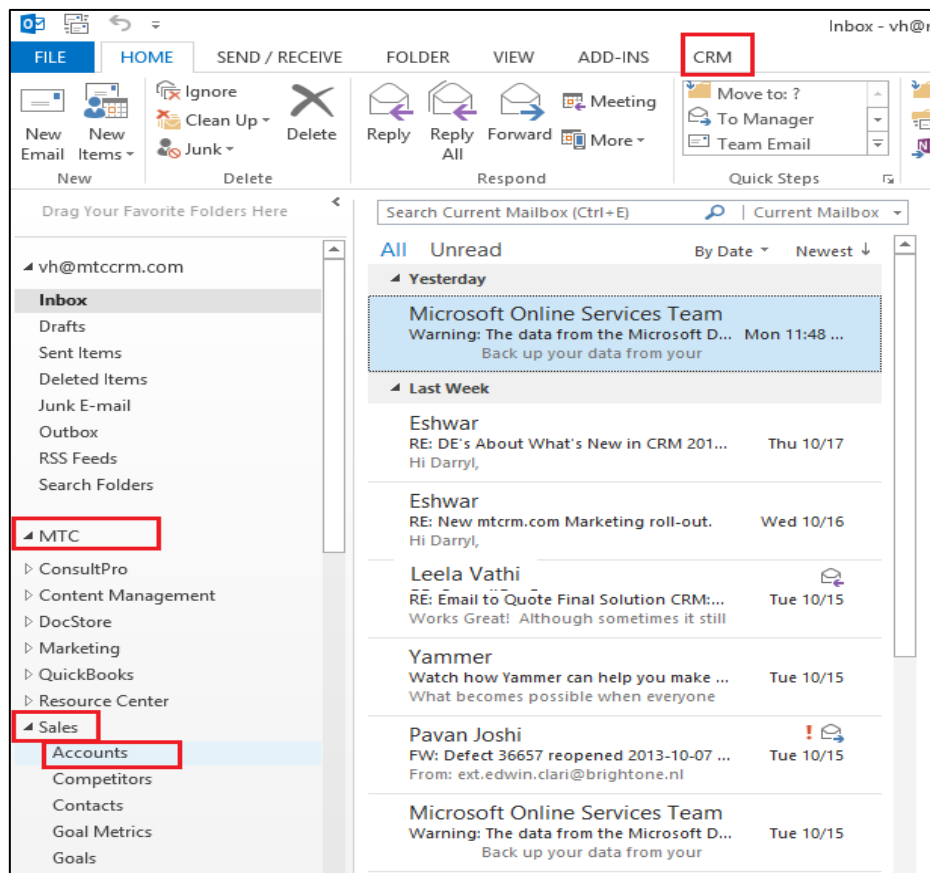 Inbox - vh@
FILE HOME SEND / RECEIVE FOLDER VIEW ADD-INS CRM
New Email
New Items
Ignore
Clean Up
Junk
Delete
Reply
Reply All
Forward
Meeting
More
Move to: ?
To Manager
Team Email
New Delete Respond Quick Steps
Drag Your Favorite Folders Here
vh@mtccrm.com
Inbox
Drafts
Sent Items
Deleted Items
Junk E-mail
Outbox
RSS Feeds
Search Folders
MTC
ConsultPro
Content Management
DocStore
Marketing
QuickBooks
Resource Center
Sales
Accounts
Competitors
Contacts
Goal Metrics
Goals
Search Current Mailbox (Ctrl+E) Current Mailbox
All Unread By Date Newest
Yesterday
Microsoft Online Services Team
Warning: The data from the Microsoft D... Mon 11:48 ...
Back up your data from your
Last Week
Eshwar
RE: DE's About What's New in CRM 201... Thu 10/17
Hi Darryl,
Eshwar
RE: New mtcrm.com Marketing roll-out. Wed 10/16
Hi Darryl,
Leela Vathi
RE: Email to Quote Final Solution CRM:... Tue 10/15
Works Great! Although sometimes it still
Yammer
Watch how Yammer can help you make ... Tue 10/15
What becomes possible when everyone
Pavan Joshi
FW: Defect 36657 reopened 2013-10-07 ... Tue 10/15
From: ext.edwin.clari@brightone.nl
Microsoft Online Services Team
Warning: The data from the Microsoft D... Tue 10/15
Back up your data from your